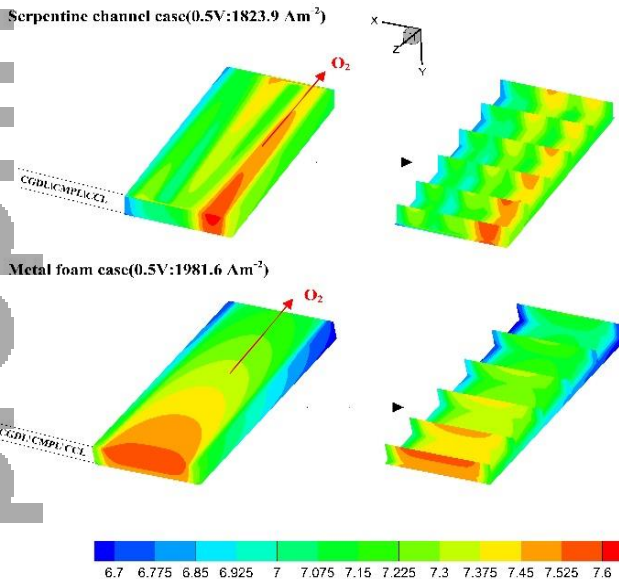 Serpentine channel case(0.5V:1823.9 Am⁻²)
X
Z
Y
O₂
CGDL\CMPL\CCL
Metal foam case(0.5V:1981.6 Am⁻²)
O₂
CGDL\CMPL\CCL
6.7 6.775 6.85 6.925 7 7.075 7.15 7.225 7.3 7.375 7.45 7.525 7.6